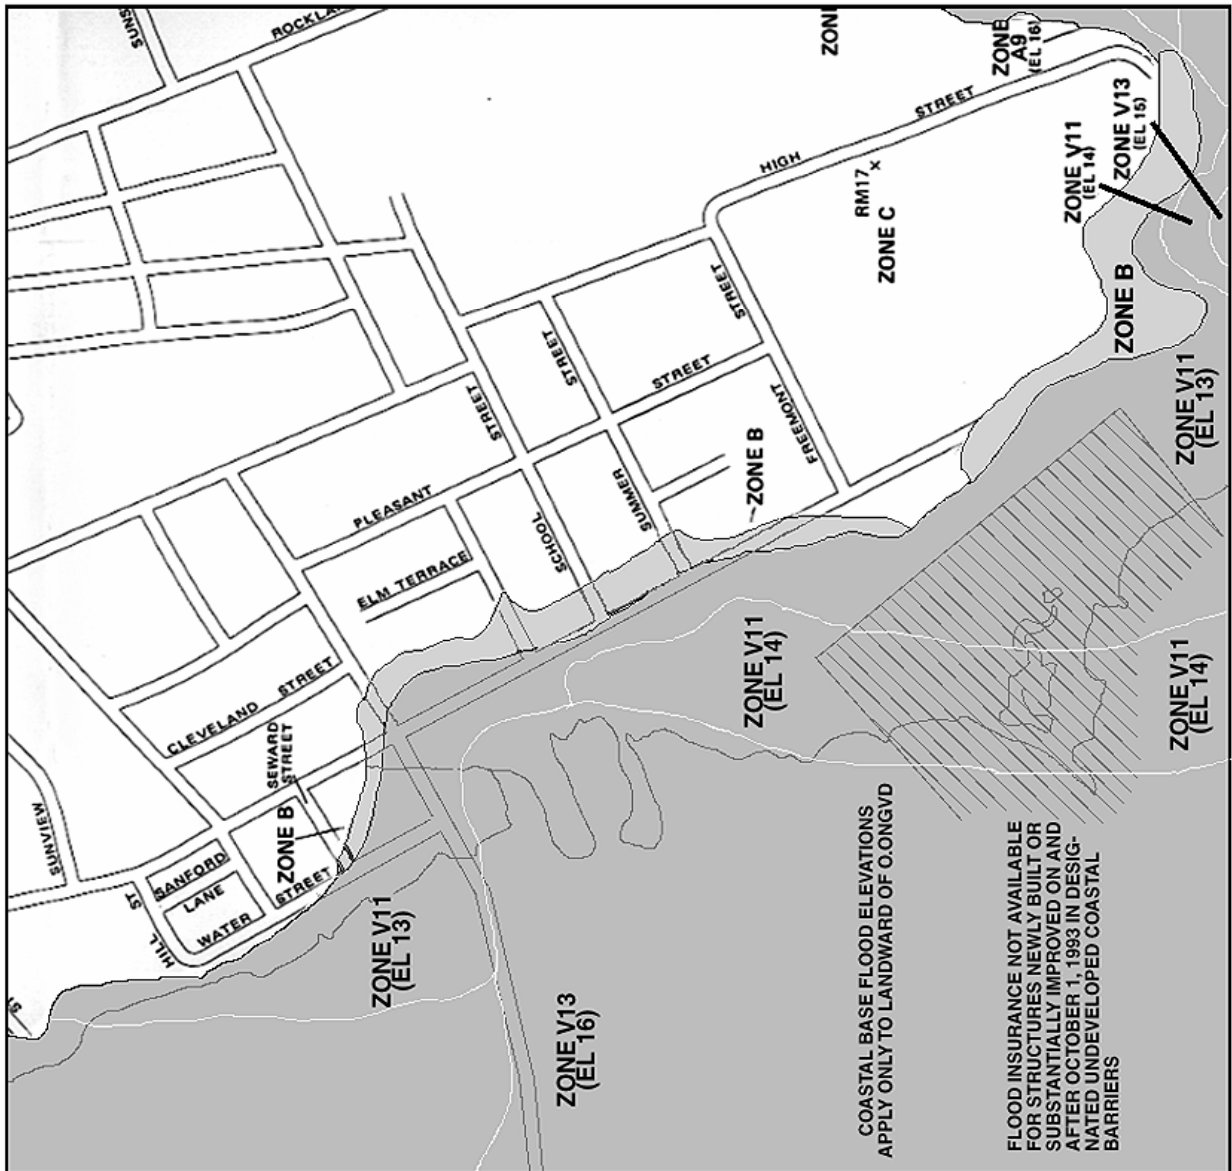 SUNS
ROCKLA
ZON
ZONE
A9
(EL 16)
HIGH
STREET
RM17 x
ZONE C
ZONE V11
(EL 14)
ZONE V13
(EL 15)
ZONE B
STREET
STREET
STREET
STREET
PLEASANT
FREEMONT
ZONE B
SUMMER
SCHOOL
ELM TERRACE
ZONE V11
(EL 13)
ZONE V11
(EL 14)
ZONE V11
(EL 14)
CLEVELAND STREET
SEWARD
STREET
ZONE B
SUNVIEW
SANFORD
LANE
WATER STREET
HILL ST
ST
ZONE V11
(EL 13)
ZONE V13
(EL 16)
COASTAL BASE FLOOD ELEVATIONS
APPLY ONLY TO LANDWARD OF O.ONGVD
FLOOD INSURANCE NOT AVAILABLE
FOR STRUCTURES NEWLY BUILT OR
SUBSTANTIALLY IMPROVED ON AND
AFTER OCTOBER 1, 1993 IN DESIG-
NATED UNDEVELOPED COASTAL
BARRIERS